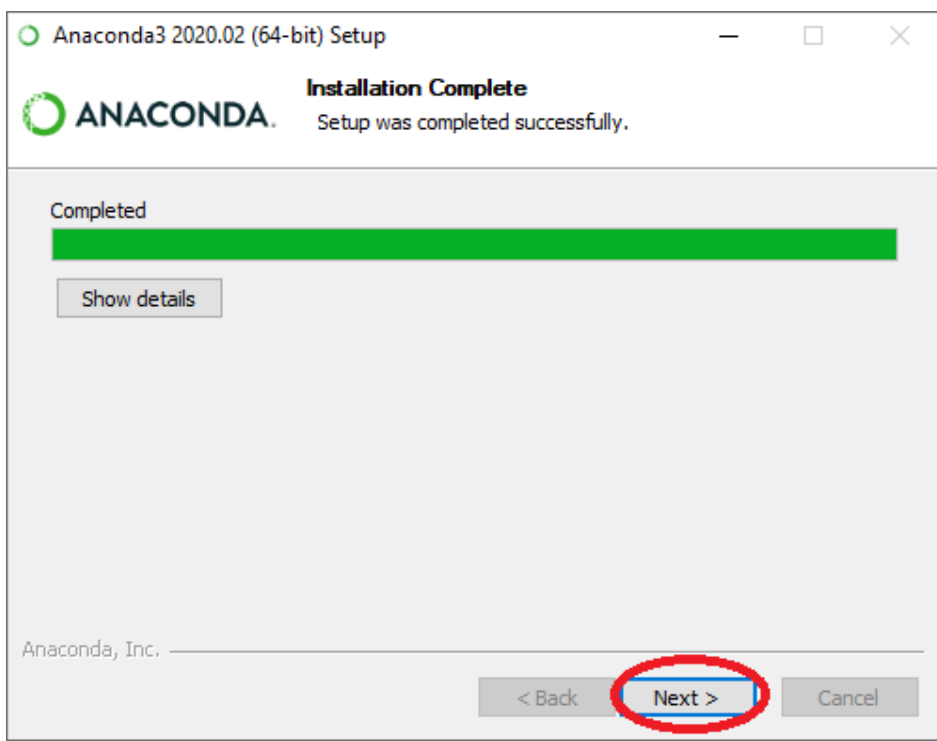 Anaconda3 2020.02 (64-bit) Setup
ANACONDA.
Installation Complete
Setup was completed successfully.
Completed
Show details
Anaconda, Inc.
< Back
Next >
Cancel